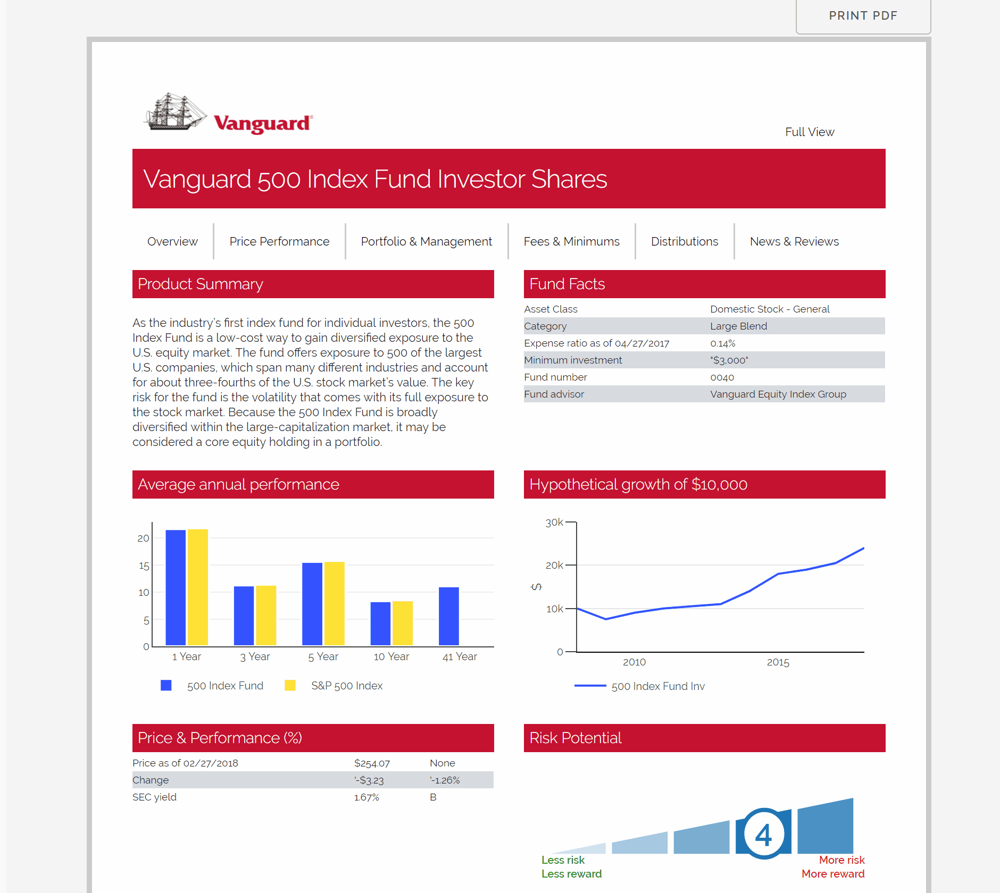 PRINT PDF
Vanguard®
Full View
Vanguard 500 Index Fund Investor Shares
Overview
Price Performance
Portfolio & Management
Fees & Minimums
Distributions
News & Reviews
Product Summary
As the industry’s first index fund for individual investors, the 500
Index Fund is a low-cost way to gain diversified exposure to the
U.S. equity market. The fund offers exposure to 500 of the largest
U.S. companies, which span many different industries and account
for about three-fourths of the U.S. stock market’s value. The key
risk for the fund is the volatility that comes with its full exposure to
the stock market. Because the 500 Index Fund is broadly
diversified within the large-capitalization market, it may be
considered a core equity holding in a portfolio.
Fund Facts
Asset Class Domestic Stock - General
Category Large Blend
Expense ratio as of 04/27/2017 0.14%
Minimum investment "$3,000"
Fund number 0040
Fund advisor Vanguard Equity Index Group
Average annual performance
20
15
10
5
0
1 Year 3 Year 5 Year 10 Year 41 Year
500 Index Fund S&P 500 Index
Hypothetical growth of $10,000
30k
20k
10k
0
$
2010 2015
500 Index Fund Inv
Price & Performance (%)
Price as of 02/27/2018 $254.07 None
Change '-$3.23 '-1.26%
SEC yield 1.67% B
Risk Potential
4
Less risk More risk
Less reward More reward